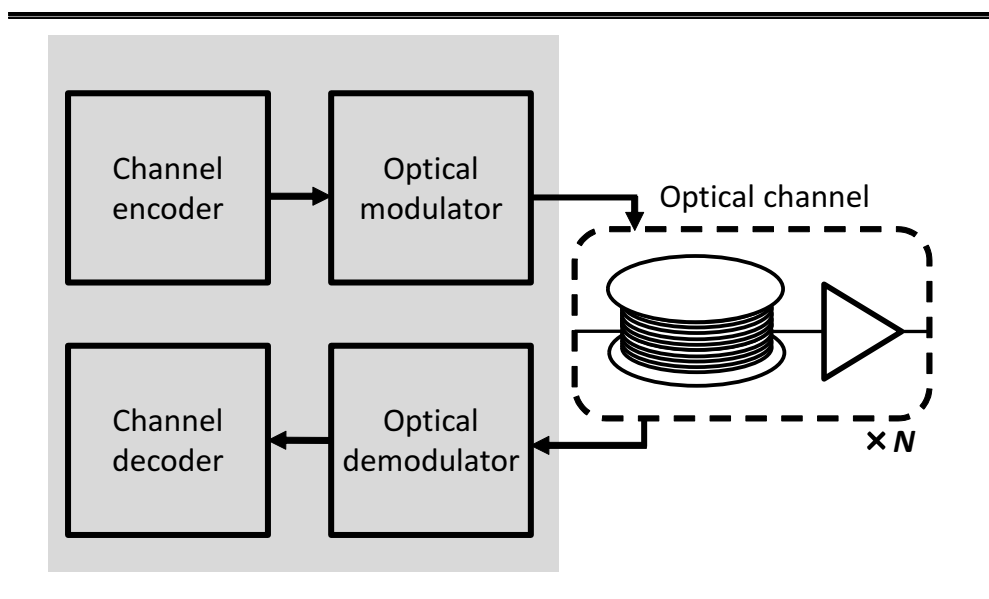 Channel
encoder
Optical
modulator
Optical channel
Channel
decoder
Optical
demodulator
×N